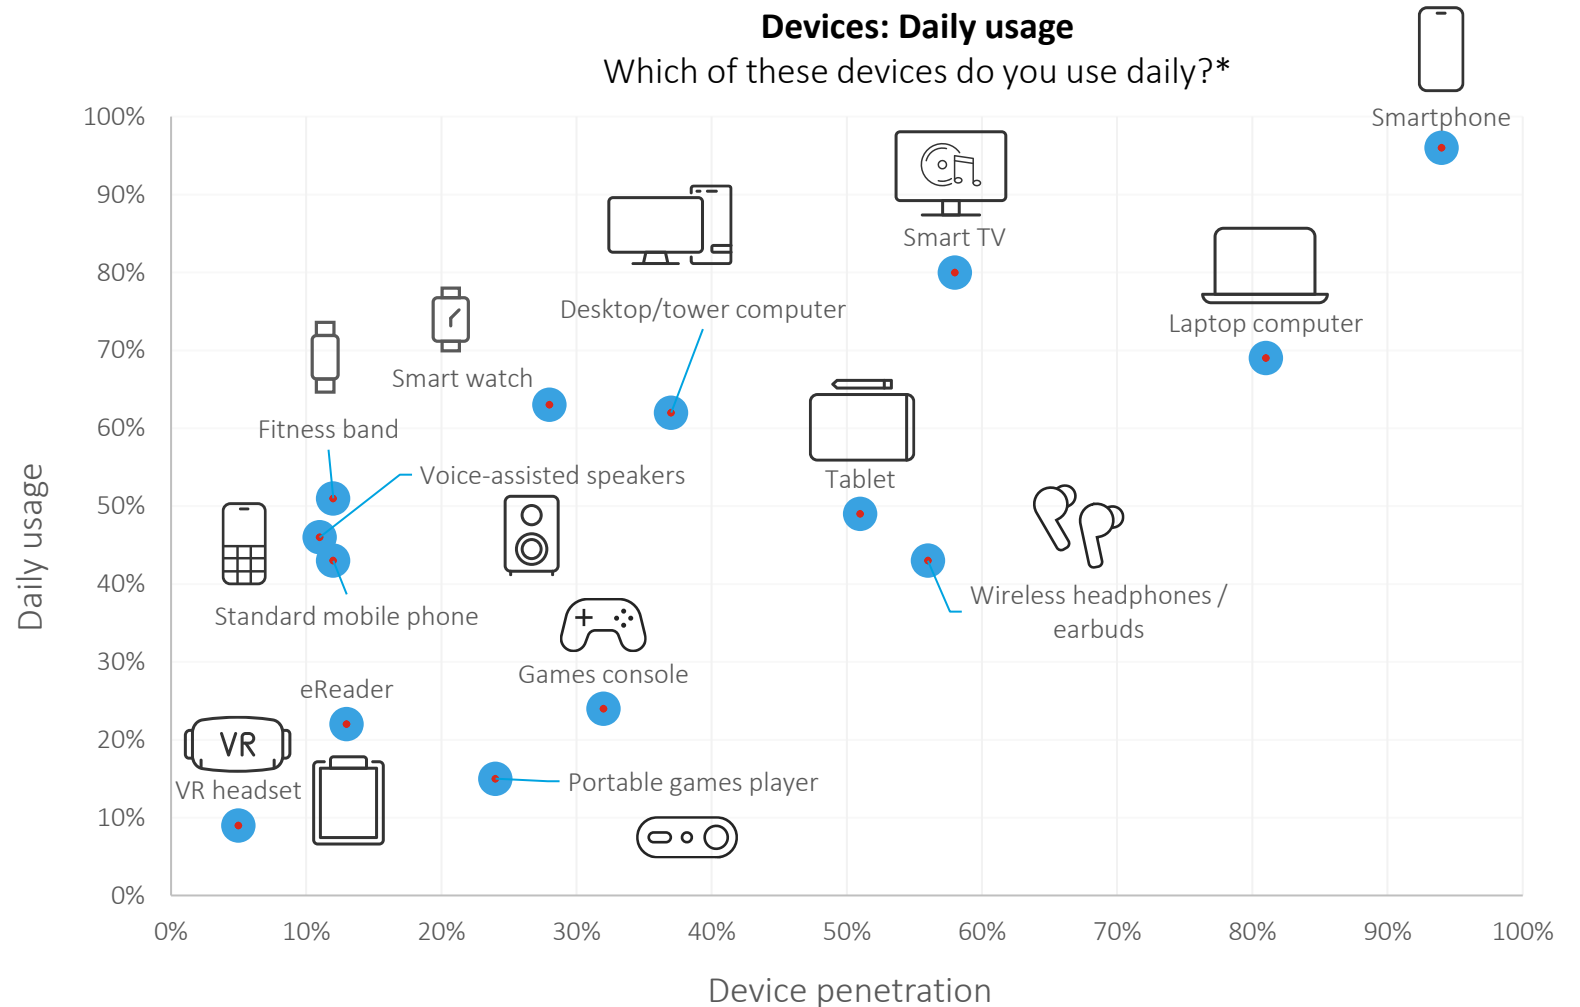 Devices: Daily usage
Which of these devices do you use daily?*
Smartphone
100%
90%
80%
70%
60%
50%
40%
30%
20%
10%
0%
Daily usage
Smart TV
Desktop/tower computer
Laptop computer
Smart watch
Fitness band
Voice-assisted speakers
Tablet
Wireless headphones /
earbuds
Standard mobile phone
Games console
eReader
VR
VR headset
Portable games player
0%
10%
20%
30%
40%
50%
60%
70%
80%
90%
100%
Device penetration